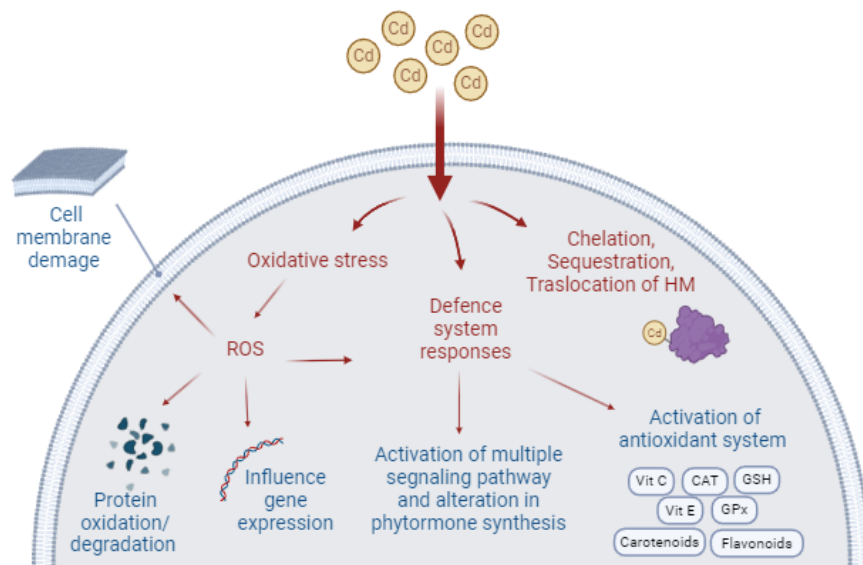 Cd
Cd
Cd
Cd
Cd
Cd
Cell
membrane
demage
Oxidative stress
Chelation,
Sequestration,
Traslocation of HM
Cd
ROS
Defence
system
responses
Protein
oxidation/
degradation
Influence
gene
expression
Activation of multiple
segnaling pathway
and alteration in
phytormone synthesis
Activation of
antioxidant system
Vit C CAT GSH
Vit E GPx
Carotenoids Flavonoids